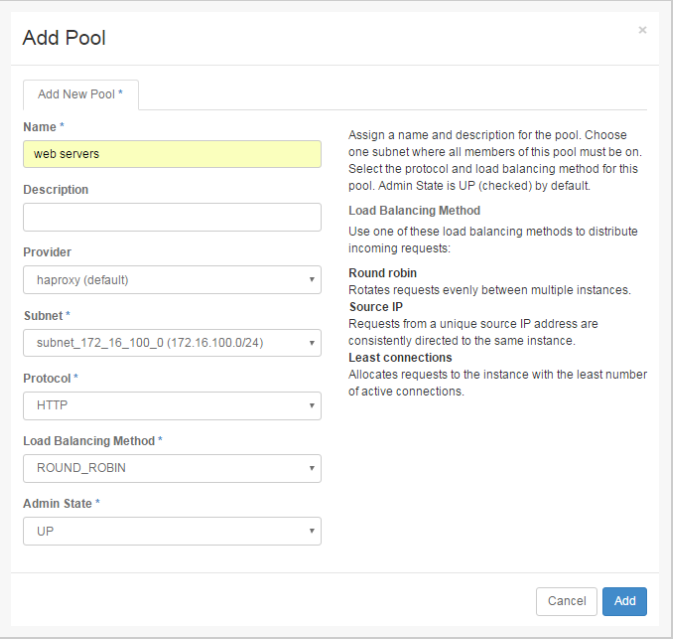 Add Pool
×
Add New Pool *
Name *
web servers
Description
Provider
haproxy (default)
Subnet *
subnet_172_16_100_0 (172.16.100.0/24)
Protocol *
HTTP
Load Balancing Method *
ROUND_ROBIN
Admin State *
UP
Assign a name and description for the pool. Choose
one subnet where all members of this pool must be on.
Select the protocol and load balancing method for this
pool. Admin State is UP (checked) by default.
Load Balancing Method
Use one of these load balancing methods to distribute
incoming requests:
Round robin
Rotates requests evenly between multiple instances.
Source IP
Requests from a unique source IP address are
consistently directed to the same instance.
Least connections
Allocates requests to the instance with the least number
of active connections.
Cancel
Add